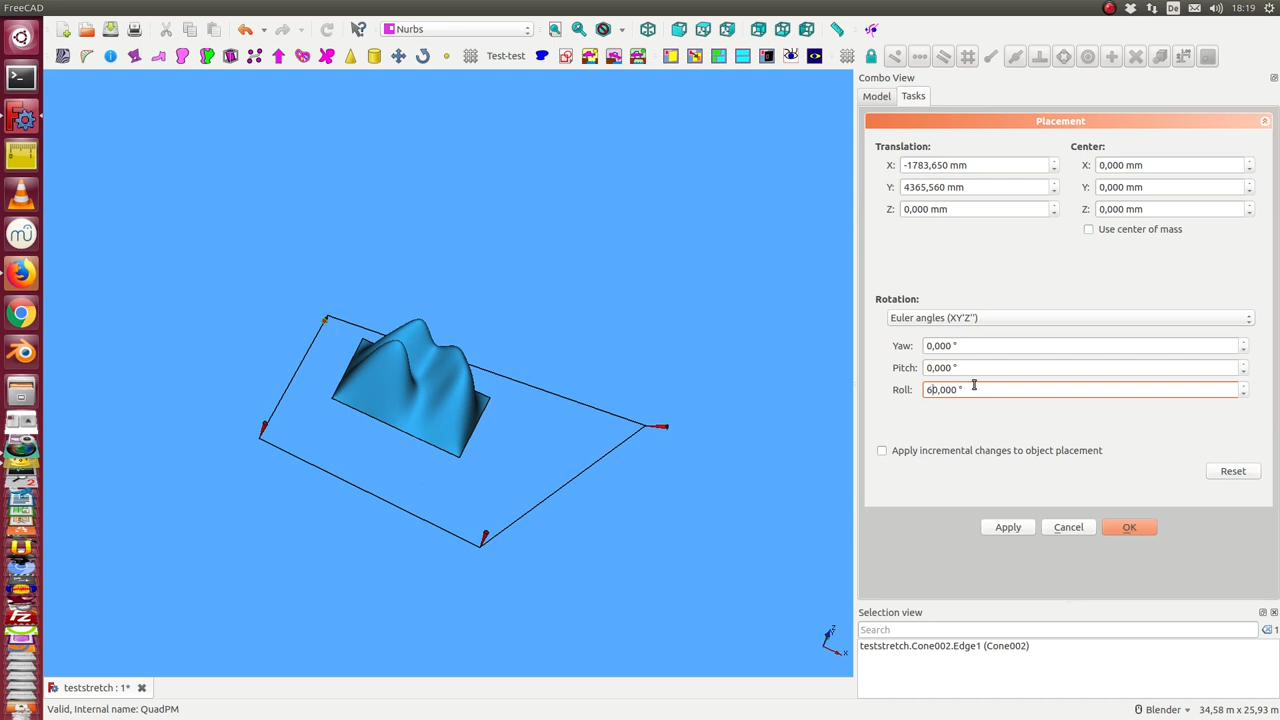 FreeCAD
De
18:19
Nurbs
Test-test
Combo View
Model
Tasks
Placement
Translation:
Center:
X: -1783,650 mm
X: 0,000 mm
Y: 4365,560 mm
Y: 0,000 mm
Z: 0,000 mm
Z: 0,000 mm
Use center of mass
Rotation:
Euler angles (XY'Z'')
Yaw: 0,000 °
Pitch: 0,000 °
Roll: 60,000 °
Apply incremental changes to object placement
Reset
Apply
Cancel
OK
Selection view
Search
1
teststretch.Cone002.Edge1 (Cone002)
Z
X
teststretch : 1*
Valid, Internal name: QuadPM
Blender
34,58 m x 25,93 m